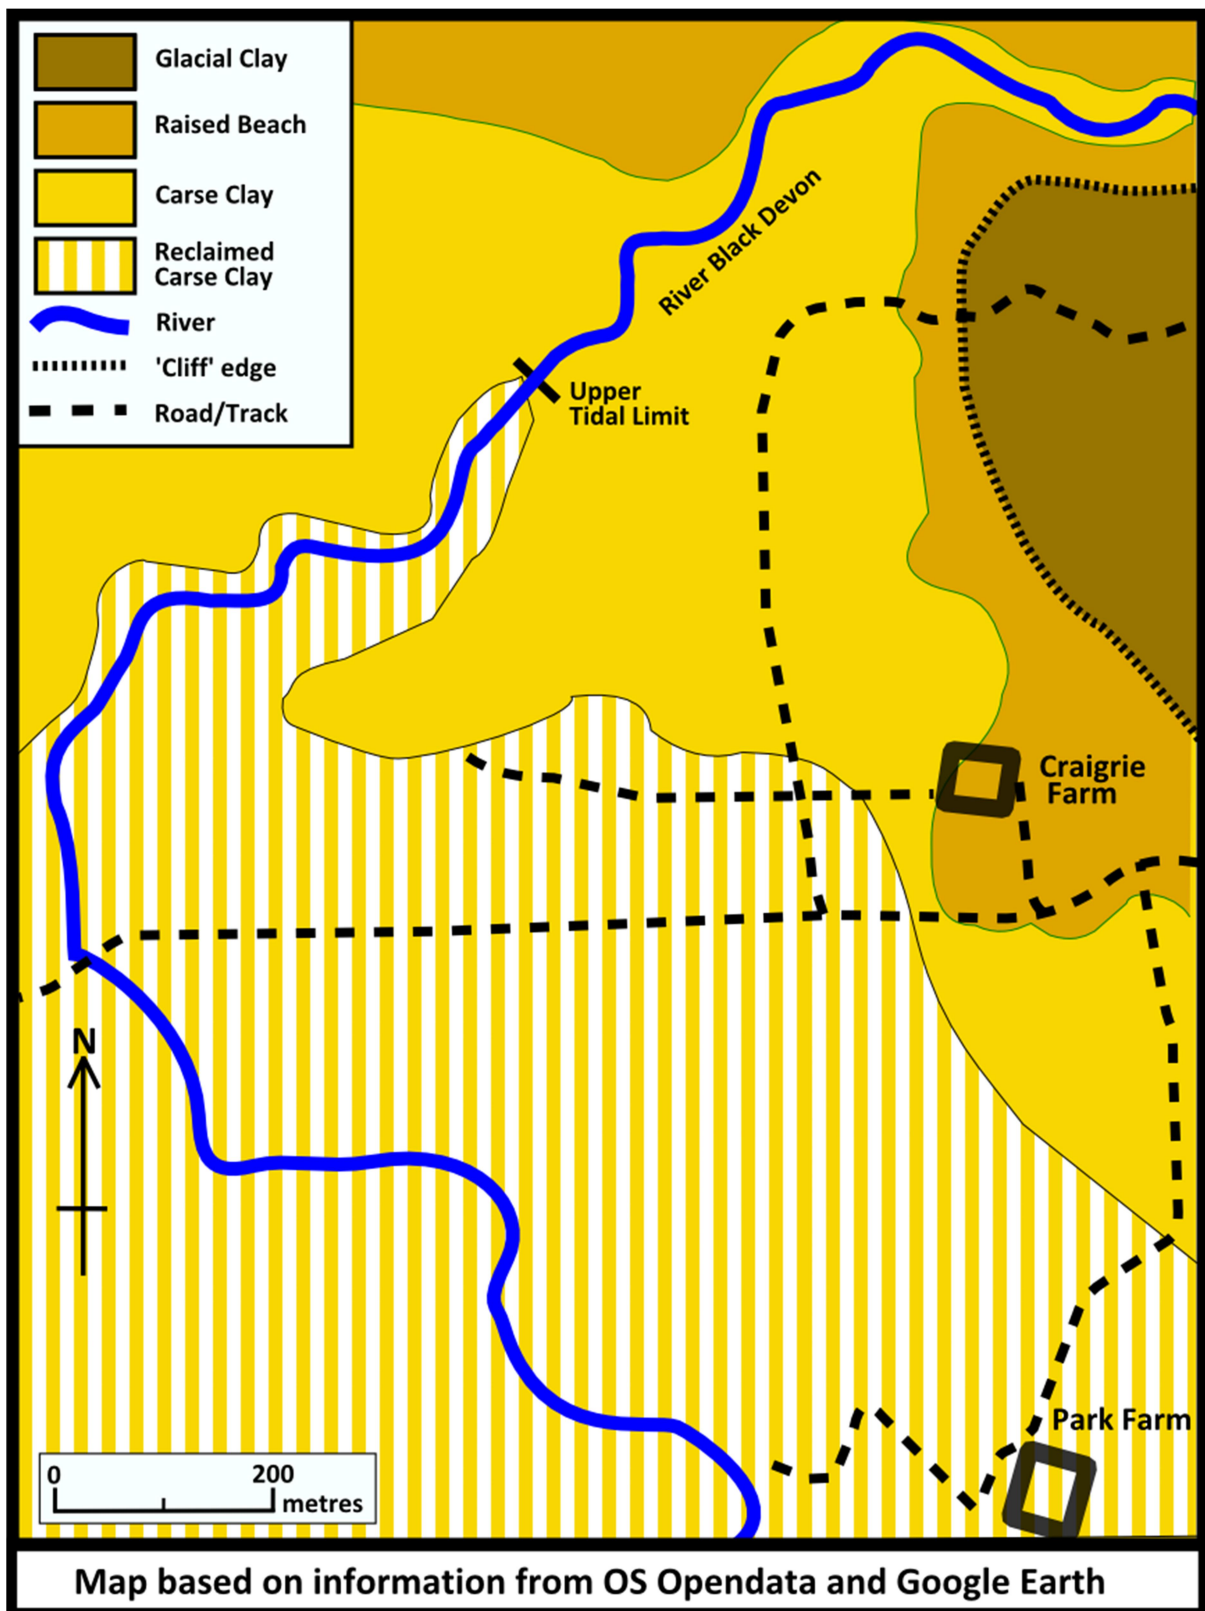 Glacial Clay
Raised Beach
Carse Clay
Reclaimed
Carse Clay
River
'Cliff' edge
Road/Track
River Black Devon
Upper
Tidal Limit
Craigrie
Farm
N
Park Farm
0 200
metres
Map based on information from OS Opendata and Google Earth